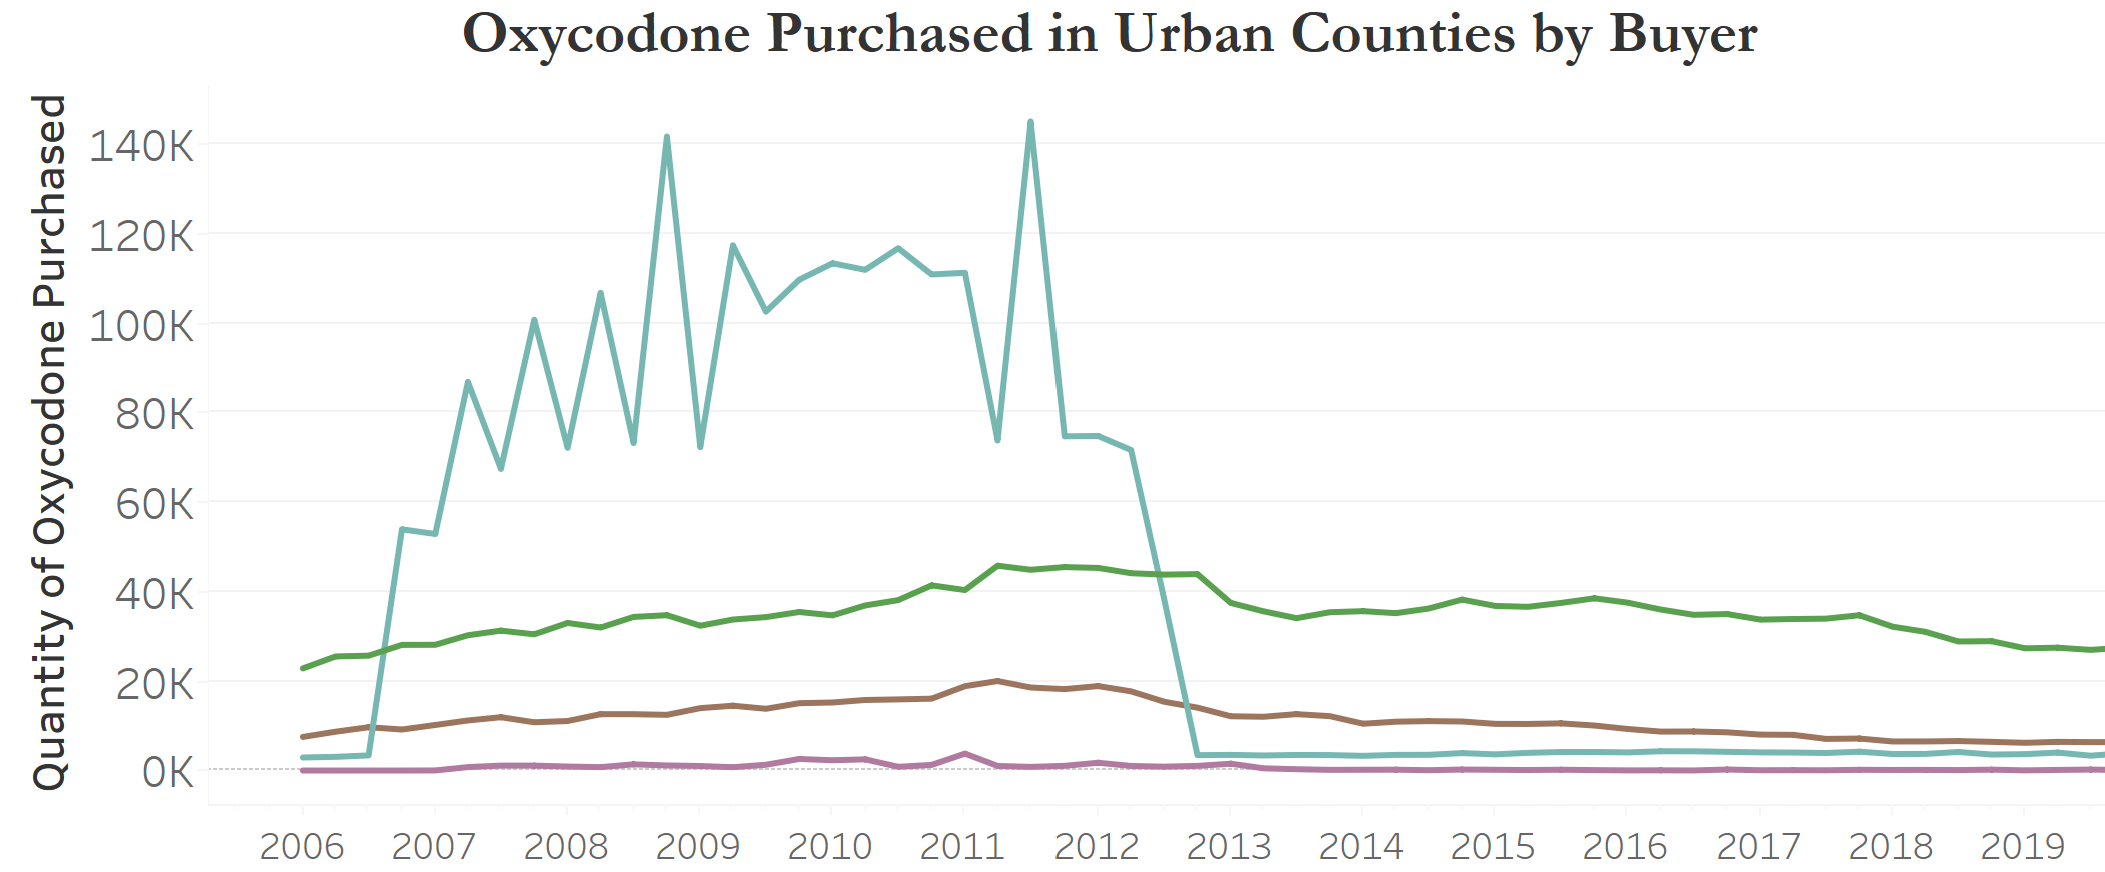 Oxycodone Purchased in Urban Counties by Buyer
Quantity of Oxycodone Purchased
140K
120K
100K
80K
60K
40K
20K
0K
2006 2007 2008 2009 2010 2011 2012 2013 2014 2015 2016 2017 2018 2019